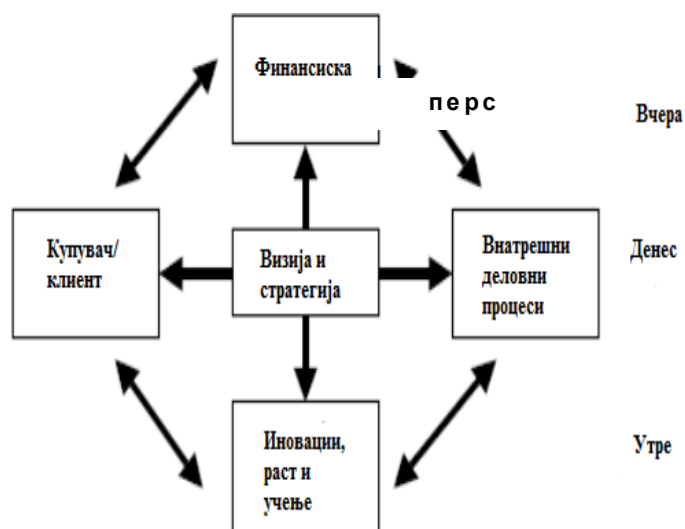 Финансиска
перс
Вчера
Купувач/
клиент
Визија и
стратегија
Внатрешни
деловни
процеси
Денес
Иновации,
раст и
учење
Утре